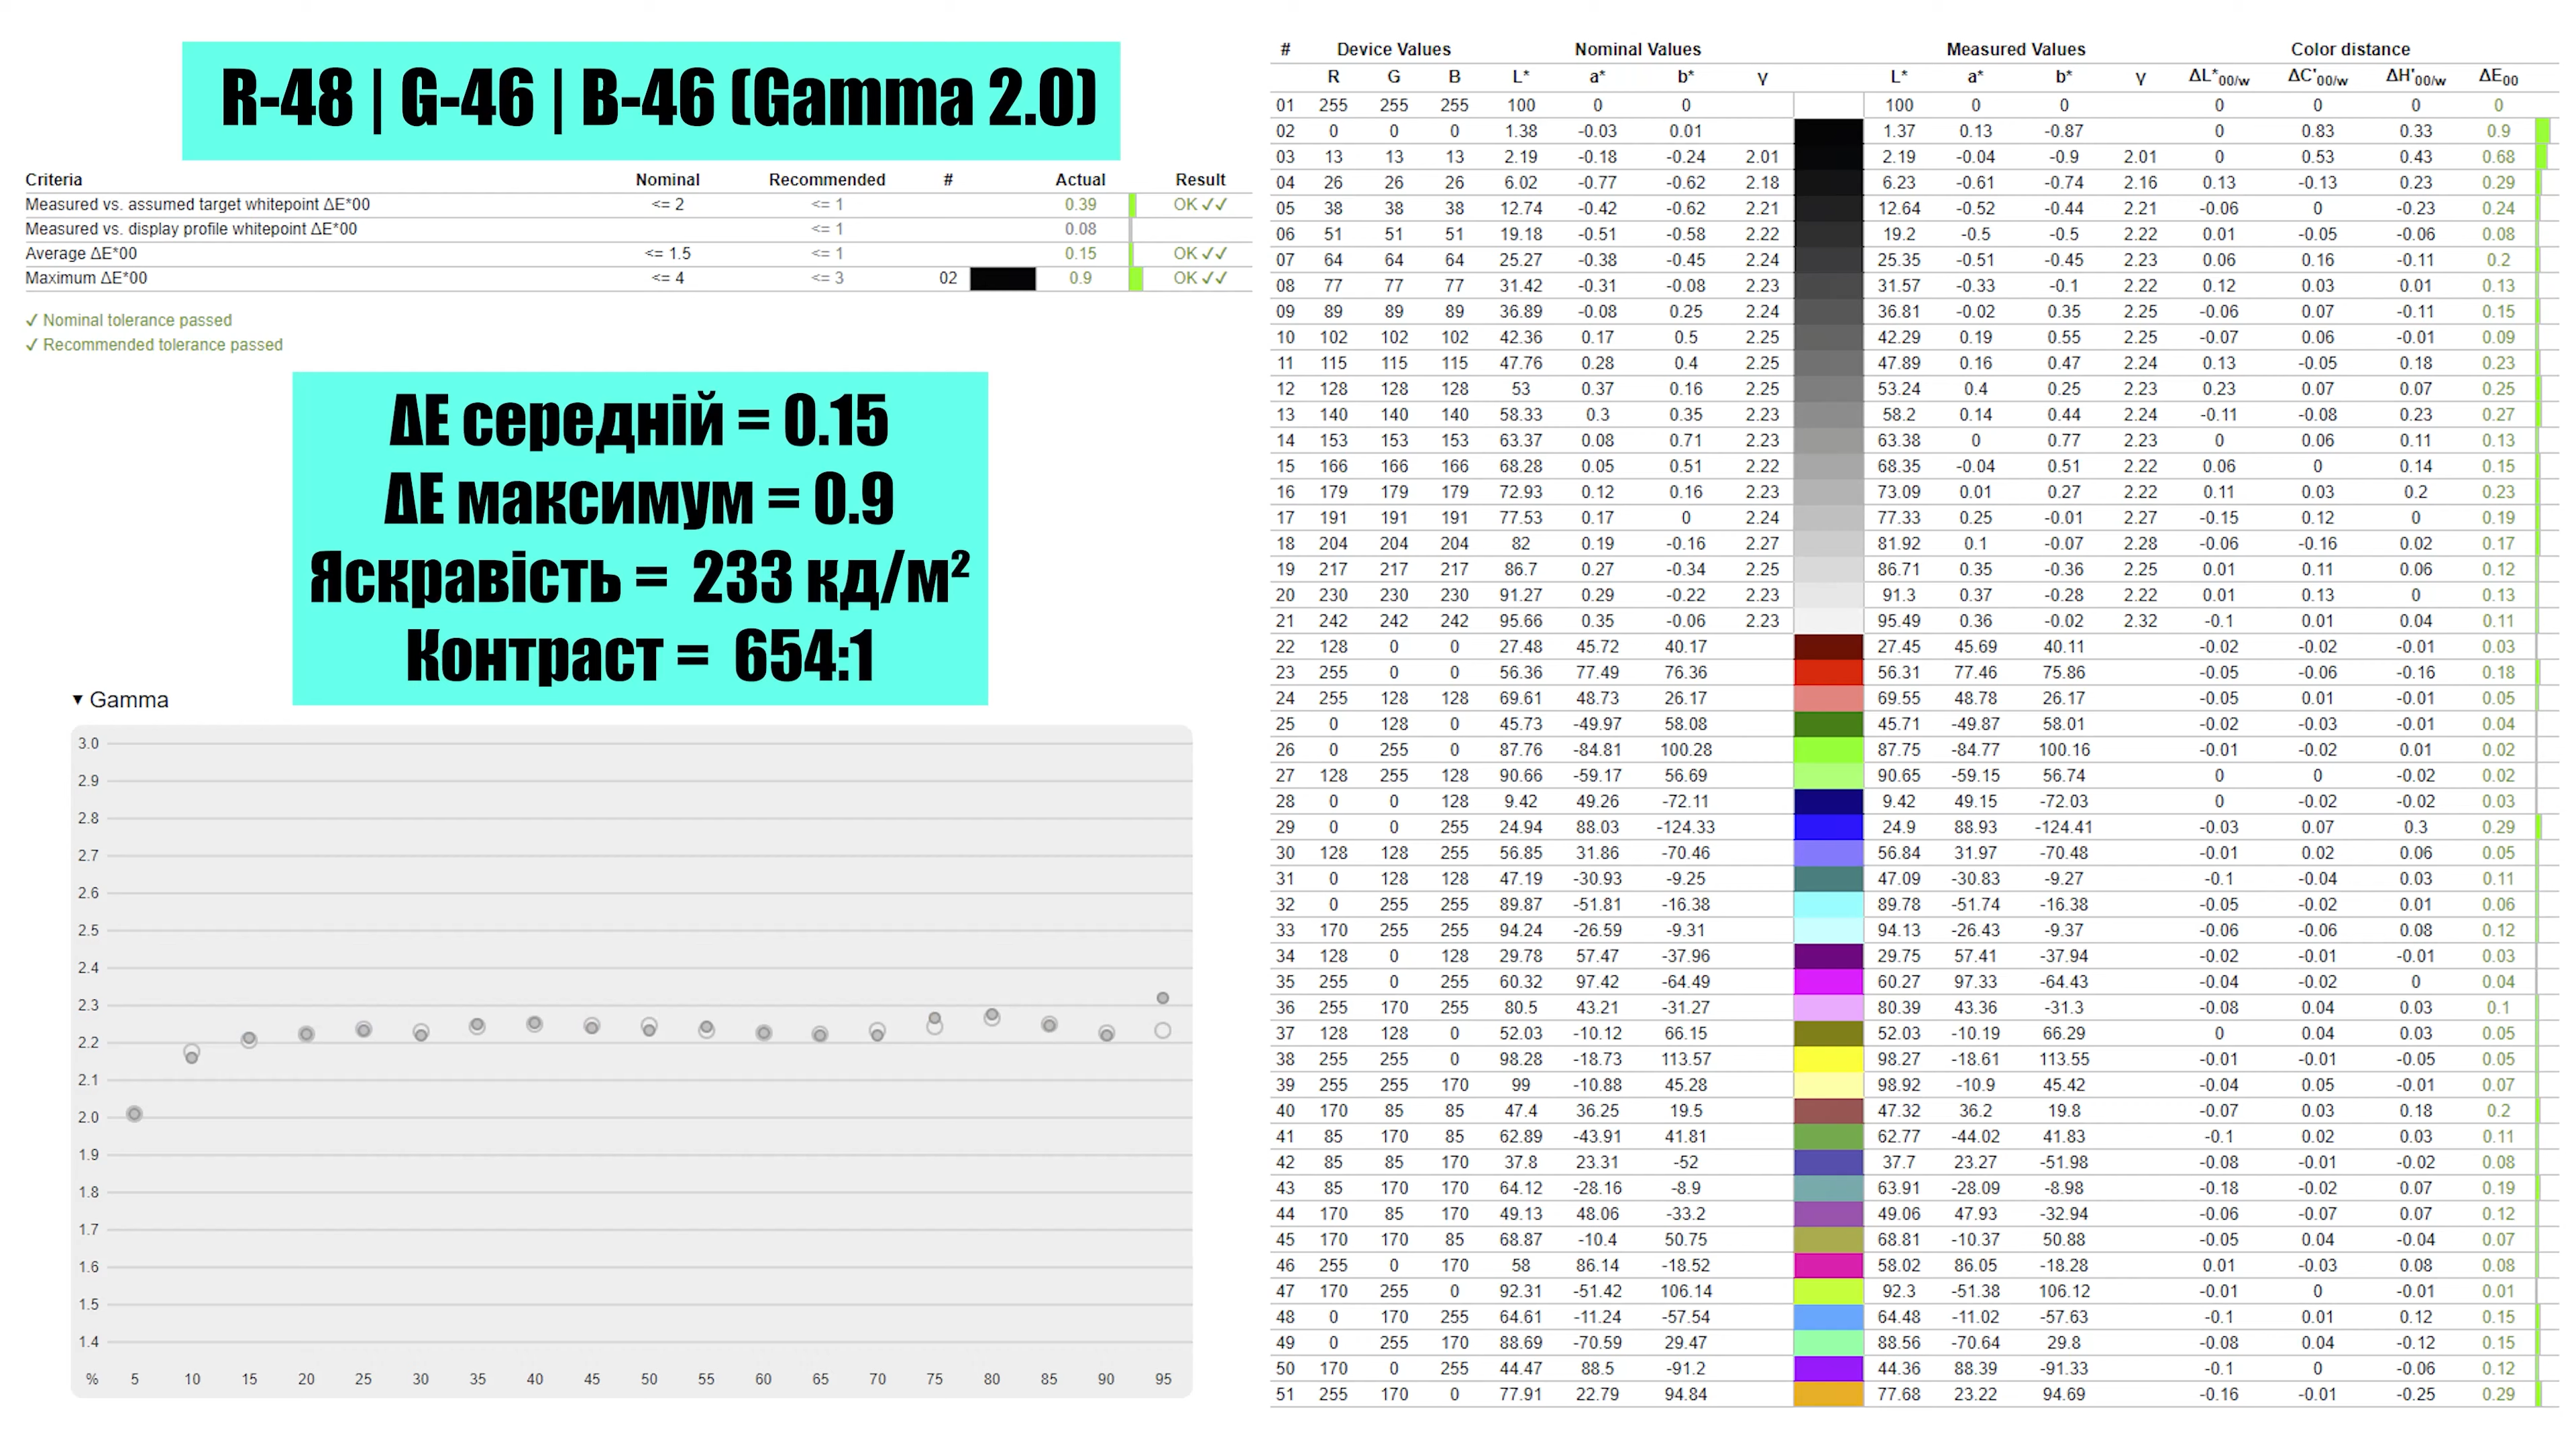 R-48 | G-46 | B-46 (Gamma 2.0)
Criteria Nominal Recommended # Actual Result
Measured vs. assumed target whitepoint ΔE*00 <= 2 <= 1 0.39 OK ✓✓
Measured vs. display profile whitepoint ΔE*00 <= 1 0.08
Average ΔE*00 <= 1.5 <= 1 0.15 OK ✓✓
Maximum ΔE*00 <= 4 <= 3 02 0.9 OK ✓✓
✓ Nominal tolerance passed
✓ Recommended tolerance passed
ΔE середній = 0.15
ΔE максимум = 0.9
Яскравість = 233 кд/м²
Контраст = 654:1
▼ Gamma
3.0
2.9
2.8
2.7
2.6
2.5
2.4
2.3
2.2
2.1
2.0
1.9
1.8
1.7
1.6
1.5
1.4
% 5 10 15 20 25 30 35 40 45 50 55 60 65 70 75 80 85 90 95
# Device Values Nominal Values Measured Values Color distance
R G B L* a* b* γ L* a* b* γ ΔL*00/w ΔC'00/w ΔH'00/w ΔE00
01 255 255 255 100 0 0 100 0 0 0 0 0 0
02 0 0 0 1.38 -0.03 0.01 1.37 0.13 -0.87 0 0.83 0.33 0.9
03 13 13 13 2.19 -0.18 -0.24 2.01 2.19 -0.04 -0.9 2.01 0 0.53 0.43 0.68
04 26 26 26 6.02 -0.77 -0.62 2.18 6.23 -0.61 -0.74 2.16 0.13 -0.13 0.23 0.29
05 38 38 38 12.74 -0.42 -0.62 2.21 12.64 -0.52 -0.44 2.21 -0.06 0 -0.23 0.24
06 51 51 51 19.18 -0.51 -0.58 2.22 19.2 -0.5 -0.5 2.22 0.01 -0.05 -0.06 0.08
07 64 64 64 25.27 -0.38 -0.45 2.24 25.35 -0.51 -0.45 2.23 0.06 0.16 -0.11 0.2
08 77 77 77 31.42 -0.31 -0.08 2.23 31.57 -0.33 -0.1 2.22 0.12 0.03 0.01 0.13
09 89 89 89 36.89 -0.08 0.25 2.24 36.81 -0.02 0.35 2.25 -0.06 0.07 -0.11 0.15
10 102 102 102 42.36 0.17 0.5 2.25 42.29 0.19 0.55 2.25 -0.07 0.06 -0.01 0.09
11 115 115 115 47.76 0.28 0.4 2.25 47.89 0.16 0.47 2.24 0.13 -0.05 0.18 0.23
12 128 128 128 53 0.37 0.16 2.25 53.24 0.4 0.25 2.23 0.23 0.07 0.07 0.25
13 140 140 140 58.33 0.3 0.35 2.23 58.2 0.14 0.44 2.24 -0.11 -0.08 0.23 0.27
14 153 153 153 63.37 0.08 0.71 2.23 63.38 0 0.77 2.23 0 0.06 0.11 0.13
15 166 166 166 68.28 0.05 0.51 2.22 68.35 -0.04 0.51 2.22 0.06 0 0.14 0.15
16 179 179 179 72.93 0.12 0.16 2.23 73.09 0.01 0.27 2.22 0.11 0.03 0.2 0.23
17 191 191 191 77.53 0.17 0 2.24 77.33 0.25 -0.01 2.27 -0.15 0.12 0 0.19
18 204 204 204 82 0.19 -0.16 2.27 81.92 0.1 -0.07 2.28 -0.06 -0.16 0.02 0.17
19 217 217 217 86.7 0.27 -0.34 2.25 86.71 0.35 -0.36 2.25 0.01 0.11 0.06 0.12
20 230 230 230 91.27 0.29 -0.22 2.23 91.3 0.37 -0.28 2.22 0.01 0.13 0 0.13
21 242 242 242 95.66 0.35 -0.06 2.23 95.49 0.36 -0.02 2.32 -0.1 0.01 0.04 0.11
22 128 0 0 27.48 45.72 40.17 27.45 45.69 40.11 -0.02 -0.02 -0.01 0.03
23 255 0 0 56.36 77.49 76.36 56.31 77.46 75.86 -0.05 -0.06 -0.16 0.18
24 255 128 128 69.61 48.73 26.17 69.55 48.78 26.17 -0.05 0.01 -0.01 0.05
25 0 128 0 45.73 -49.97 58.08 45.71 -49.87 58.01 -0.02 -0.03 -0.01 0.04
26 0 255 0 87.76 -84.81 100.28 87.75 -84.77 100.16 -0.01 -0.02 0.01 0.02
27 128 255 128 90.66 -59.17 56.69 90.65 -59.15 56.74 0 0 -0.02 0.02
28 0 0 128 9.42 49.26 -72.11 9.42 49.15 -72.03 0 -0.02 -0.02 0.03
29 0 0 255 24.94 88.03 -124.33 24.9 88.93 -124.41 -0.03 0.07 0.3 0.29
30 128 128 255 56.85 31.86 -70.46 56.84 31.97 -70.48 -0.01 0.02 0.06 0.05
31 0 128 128 47.19 -30.93 -9.25 47.09 -30.83 -9.27 -0.1 -0.04 0.03 0.11
32 0 255 255 89.87 -51.81 -16.38 89.78 -51.74 -16.38 -0.05 -0.02 0.01 0.06
33 170 255 255 94.24 -26.59 -9.31 94.13 -26.43 -9.37 -0.06 -0.06 0.08 0.12
34 128 0 128 29.78 57.47 -37.96 29.75 57.41 -37.94 -0.02 -0.01 -0.01 0.03
35 255 0 255 60.32 97.42 -64.49 60.27 97.33 -64.43 -0.04 -0.02 0 0.04
36 255 170 255 80.5 43.21 -31.27 80.39 43.36 -31.3 -0.08 0.04 0.03 0.1
37 128 128 0 52.03 -10.12 66.15 52.03 -10.19 66.29 0 0.04 0.03 0.05
38 255 255 0 98.28 -18.73 113.57 98.27 -18.61 113.55 -0.01 -0.01 -0.05 0.05
39 255 255 170 99 -10.88 45.28 98.92 -10.9 45.42 -0.04 0.05 -0.01 0.07
40 170 85 85 47.4 36.25 19.5 47.32 36.2 19.8 -0.07 0.03 0.18 0.2
41 85 170 85 62.89 -43.91 41.81 62.77 -44.02 41.83 -0.1 0.02 0.03 0.11
42 85 85 170 37.8 23.31 -52 37.7 23.27 -51.98 -0.08 -0.01 -0.02 0.08
43 85 170 170 64.12 -28.16 -8.9 63.91 -28.09 -8.98 -0.18 -0.02 0.07 0.19
44 170 85 170 49.13 48.06 -33.2 49.06 47.93 -32.94 -0.06 -0.07 0.07 0.12
45 170 170 85 68.87 -10.4 50.75 68.81 -10.37 50.88 -0.05 0.04 -0.04 0.07
46 255 0 170 58 86.14 -18.52 58.02 86.05 -18.28 0.01 -0.03 0.08 0.08
47 170 255 0 92.31 -51.42 106.14 92.3 -51.38 106.12 -0.01 0 -0.01 0.01
48 0 170 255 64.61 -11.24 -57.54 64.48 -11.02 -57.63 -0.1 0.01 0.12 0.15
49 0 255 170 88.69 -70.59 29.47 88.56 -70.64 29.8 -0.08 0.04 -0.12 0.15
50 170 0 255 44.47 88.5 -91.2 44.36 88.39 -91.33 -0.1 0 -0.06 0.12
51 255 170 0 77.91 22.79 94.84 77.68 23.22 94.69 -0.16 -0.01 -0.25 0.29